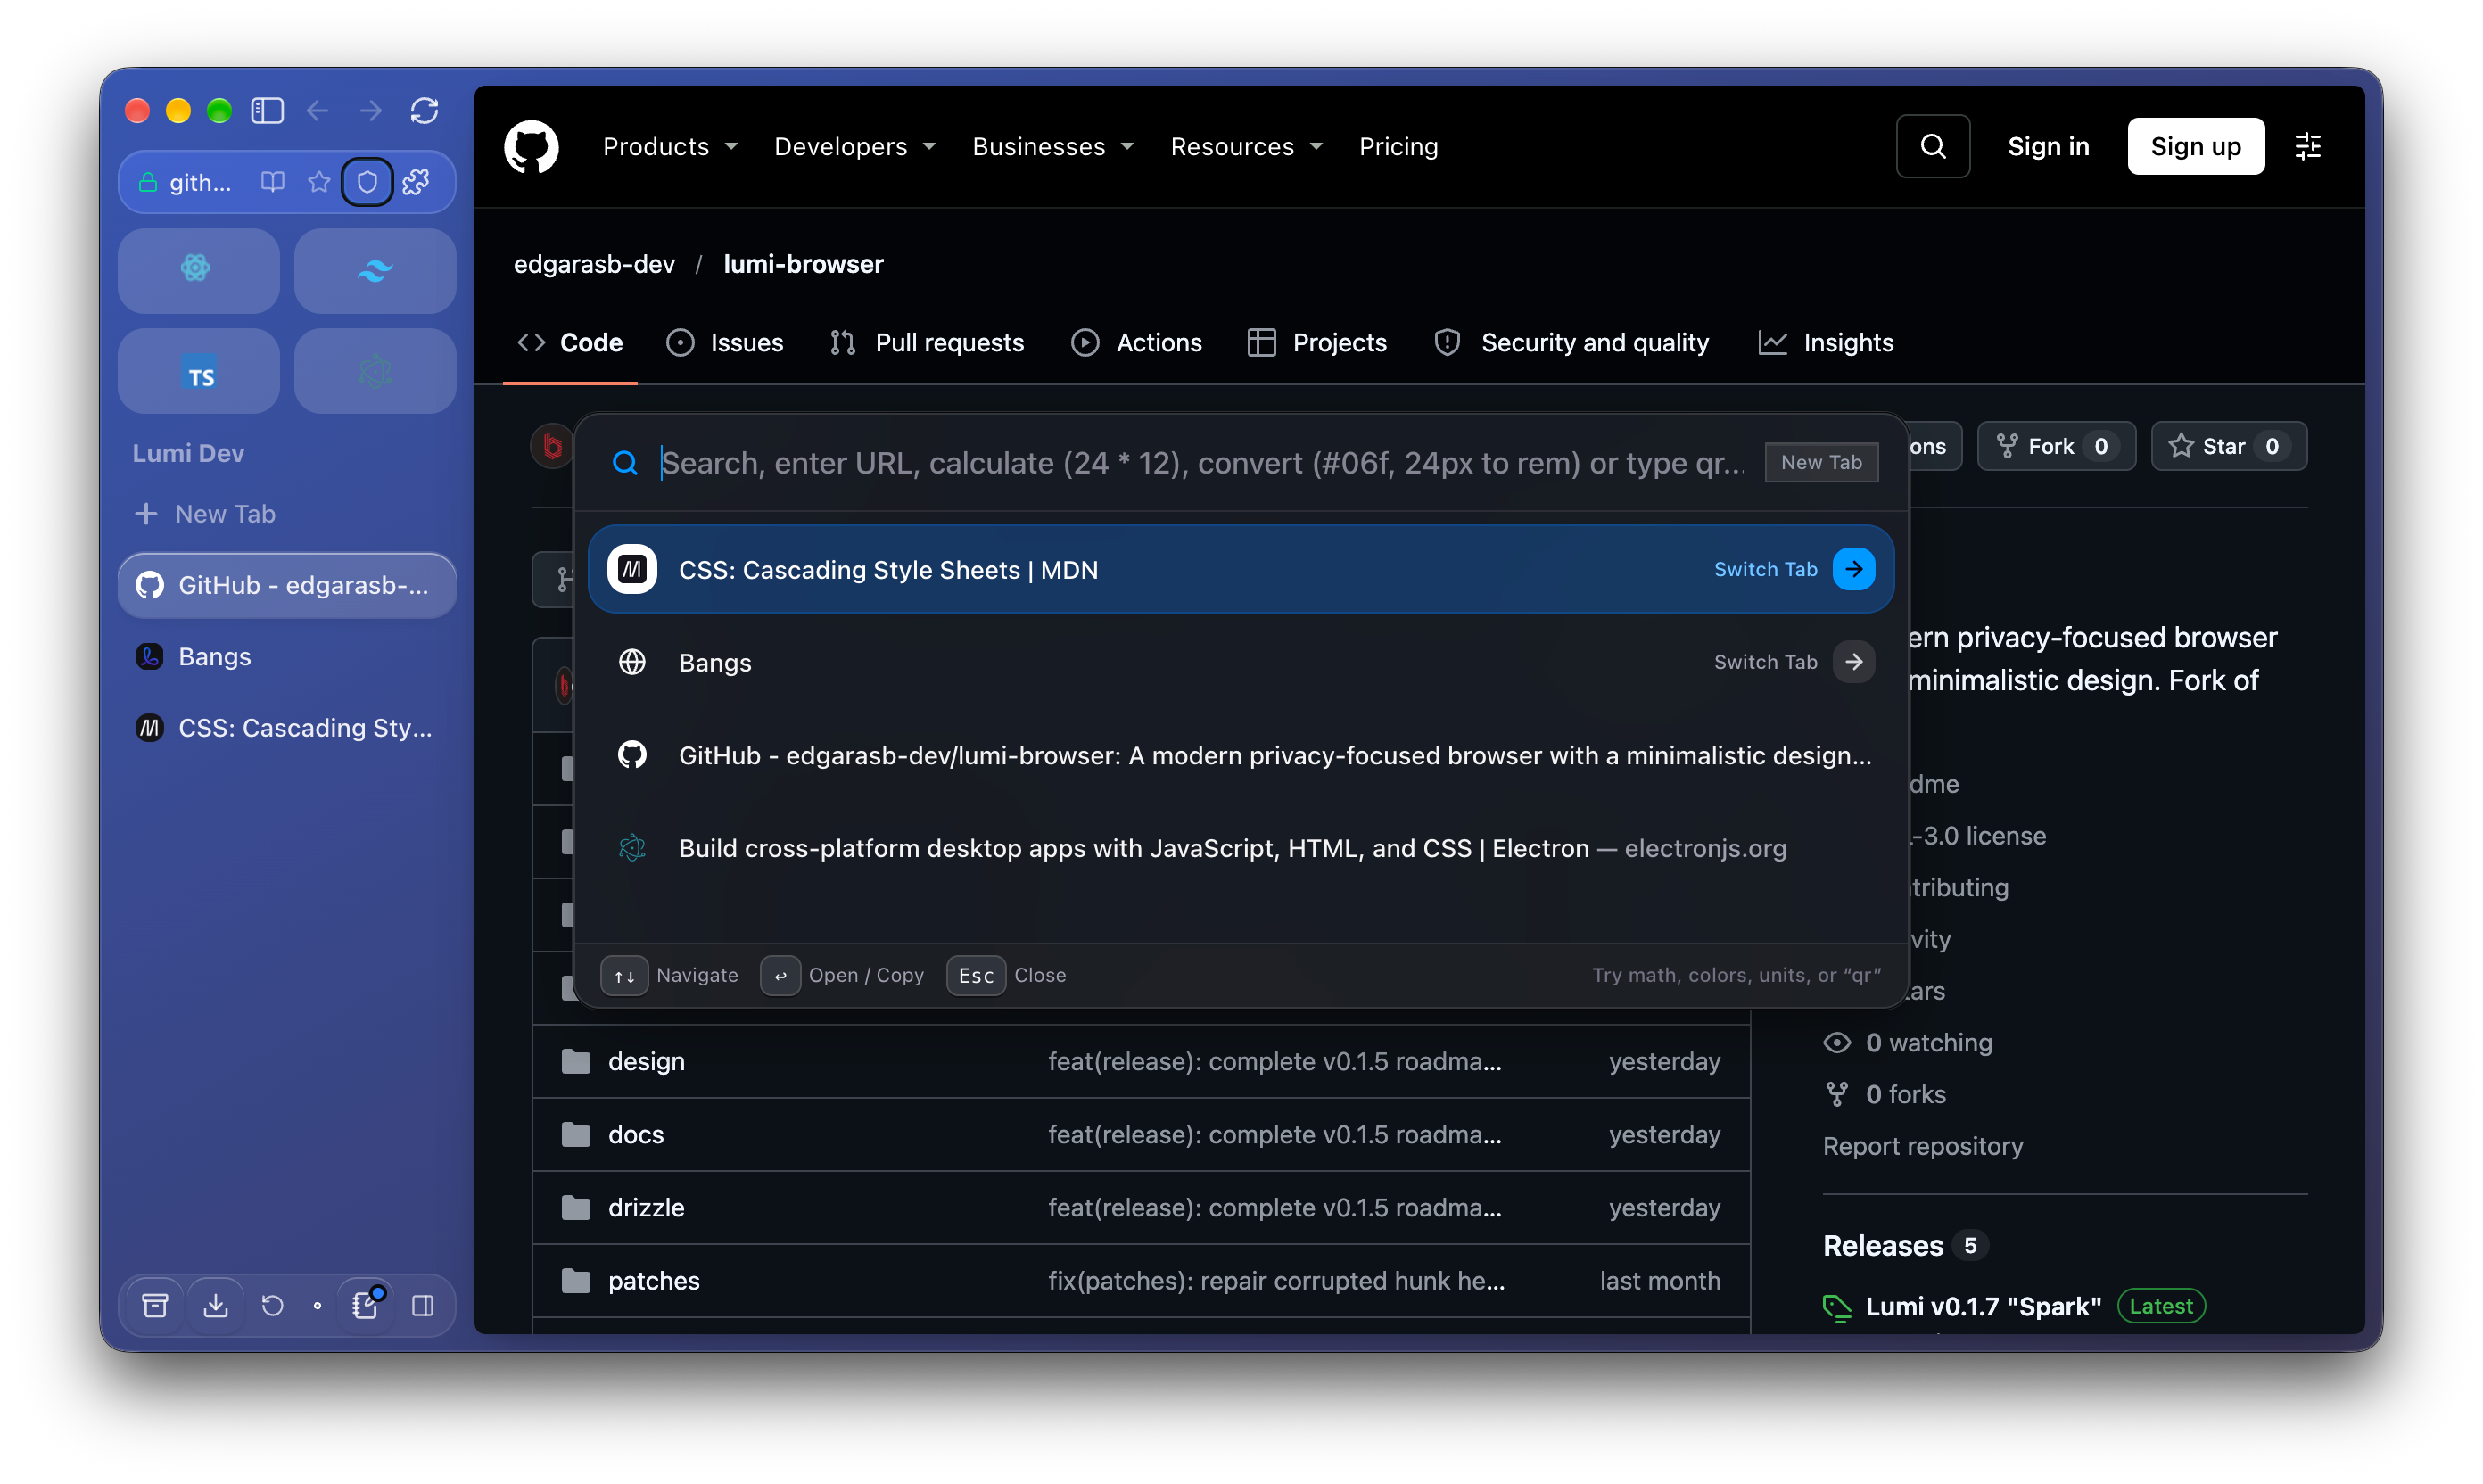 gith...
TS
Lumi Dev
New Tab
GitHub - edgarasb-...
Bangs
CSS: Cascading Sty...
Products
Developers
Businesses
Resources
Pricing
Sign in
Sign up
edgarasb-dev / lumi-browser
Code
Issues
Pull requests
Actions
Projects
Security and quality
Insights
ons
Fork 0
Star 0
Search, enter URL, calculate (24 * 12), convert (#06f, 24px to rem) or type qr...
New Tab
CSS: Cascading Style Sheets | MDN
Switch Tab
Bangs
Switch Tab
GitHub - edgarasb-dev/lumi-browser: A modern privacy-focused browser with a minimalistic design...
Build cross-platform desktop apps with JavaScript, HTML, and CSS | Electron — electronjs.org
↑↓ Navigate
↩ Open / Copy
Esc Close
Try math, colors, units, or “qr”
ern privacy-focused browser
minimalistic design. Fork of
dme
-3.0 license
tributing
vity
ars
0 watching
0 forks
Report repository
design
feat(release): complete v0.1.5 roadma...
yesterday
docs
feat(release): complete v0.1.5 roadma...
yesterday
drizzle
feat(release): complete v0.1.5 roadma...
yesterday
patches
fix(patches): repair corrupted hunk he...
last month
Releases 5
Lumi v0.1.7 "Spark"
Latest